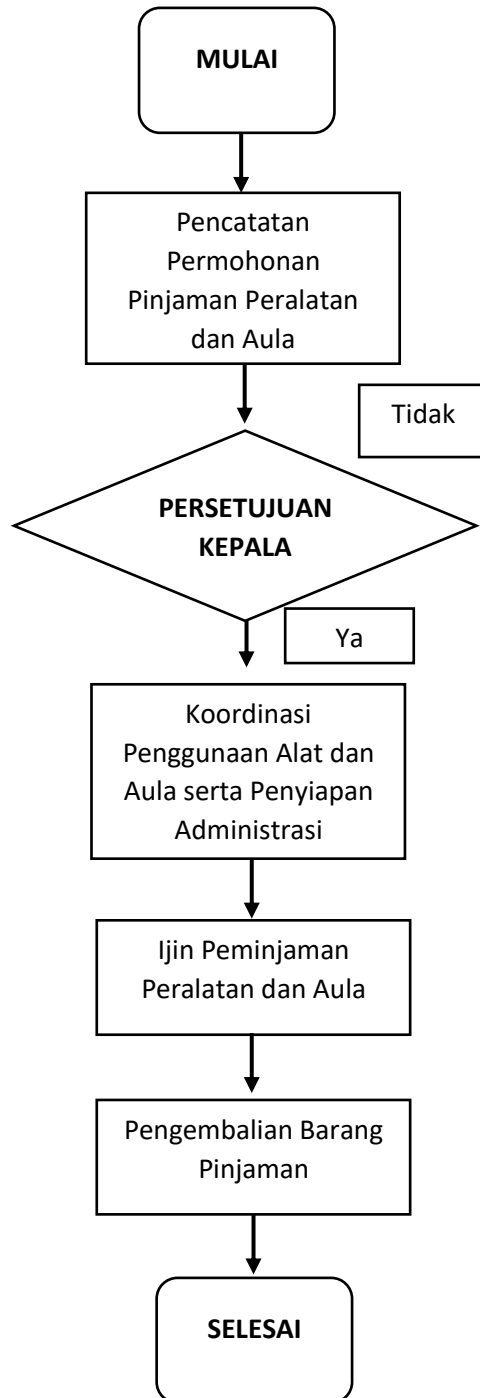 MULAI
Pencatatan
Permohonan
Pinjaman Peralatan
dan Aula
Tidak
PERSETUJUAN
KEPALA
Ya
Koordinasi
Penggunaan Alat dan
Aula serta Penyiapan
Administrasi
Ijin Peminjaman
Peralatan dan Aula
Pengembalian Barang
Pinjaman
SELESAI